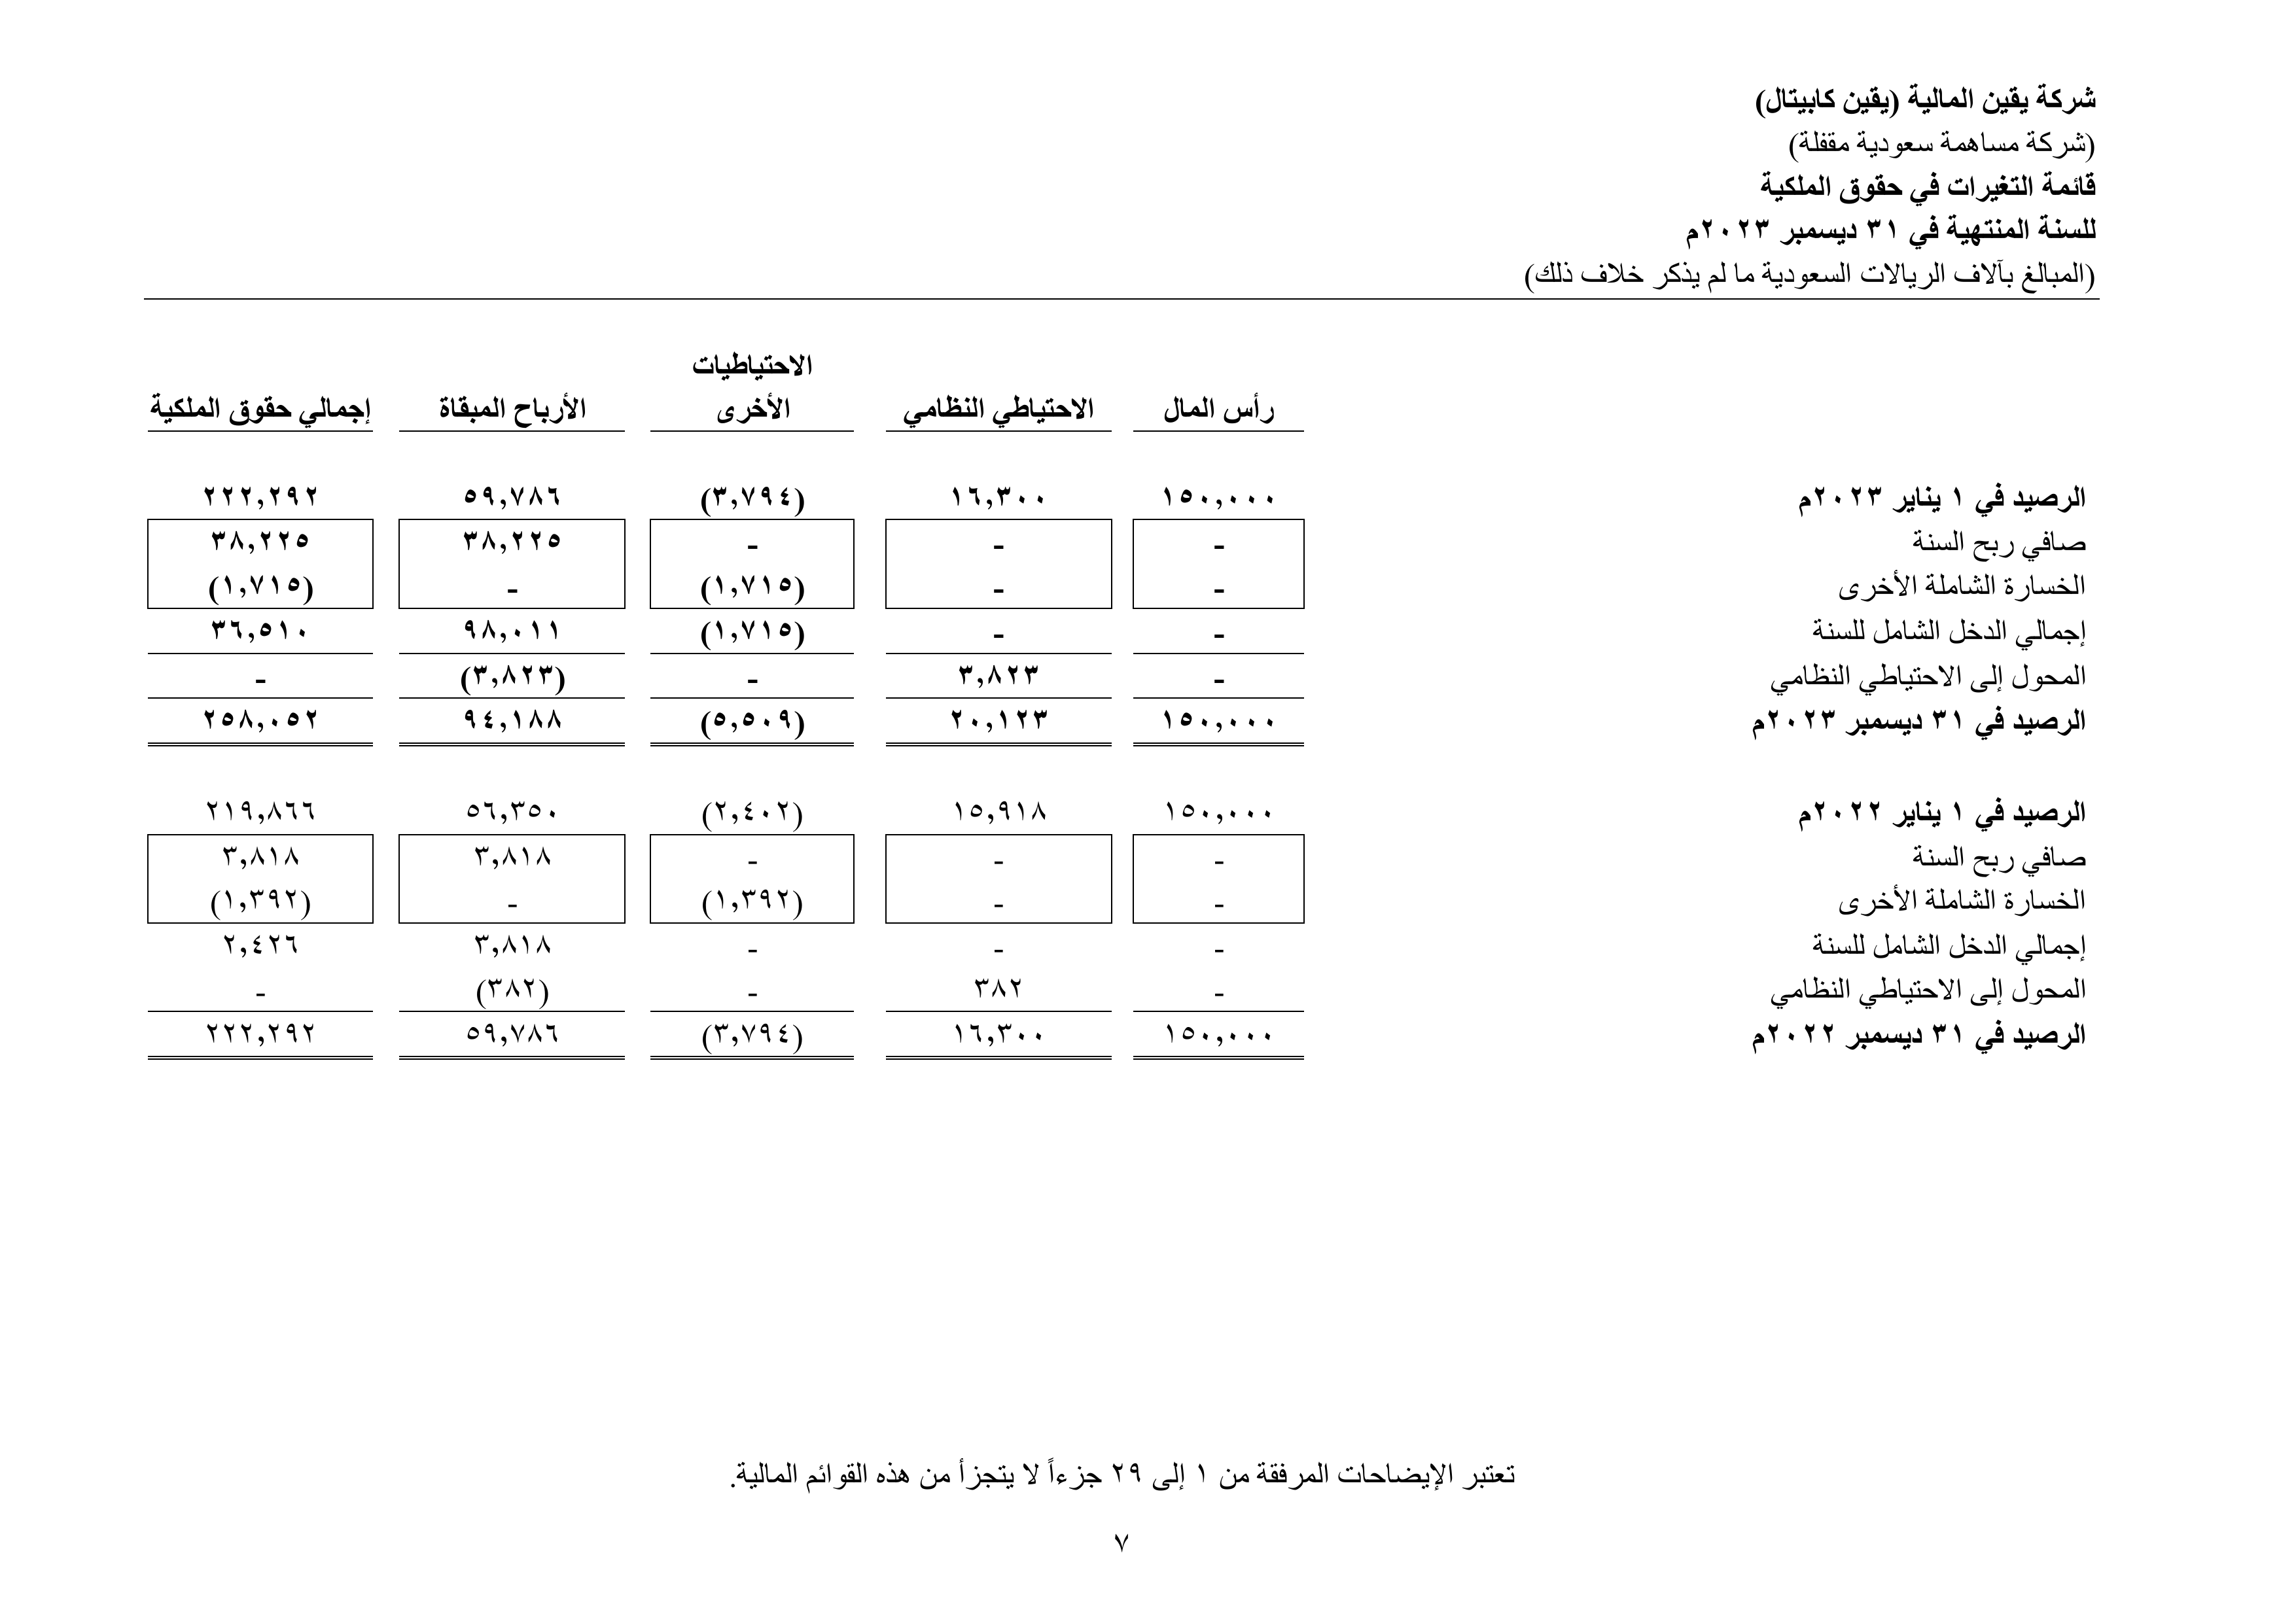 شركة يقين المالية (يقين كابيتال)
(شركة مساهمة سعودية مقفلة)
قائمة التغيرات في حقوق الملكية
للسنة المنتهية في ٣١ ديسمبر ٢٠٢٣م
(المبالغ بآلاف الريالات السعودية ما لم يذكر خلاف ذلك)
رأس المال الاحتياطي النظامي الاحتياطيات الأخرى الأرباح المبقاة إجمالي حقوق الملكية
الرصيد في ١ يناير ٢٠٢٣م ١٥٠,٠٠٠ ١٦,٣٠٠ (٣,٧٩٤) ٥٩,٧٨٦ ٢٢٢,٢٩٢
صافي ربح السنة - - - ٣٨,٢٢٥ ٣٨,٢٢٥
الخسارة الشاملة الأخرى - - (١,٧١٥) - (١,٧١٥)
إجمالي الدخل الشامل للسنة - - (١,٧١٥) ٩٨,٠١١ ٣٦,٥١٠
المحول إلى الاحتياطي النظامي - ٣,٨٢٣ - (٣,٨٢٣) -
الرصيد في ٣١ ديسمبر ٢٠٢٣م ١٥٠,٠٠٠ ٢٠,١٢٣ (٥,٥٠٩) ٩٤,١٨٨ ٢٥٨,٠٥٢
الرصيد في ١ يناير ٢٠٢٢م ١٥٠,٠٠٠ ١٥,٩١٨ (٢,٤٠٢) ٥٦,٣٥٠ ٢١٩,٨٦٦
صافي ربح السنة - - - ٣,٨١٨ ٣,٨١٨
الخسارة الشاملة الأخرى - - (١,٣٩٢) - (١,٣٩٢)
إجمالي الدخل الشامل للسنة - - - ٣,٨١٨ ٢,٤٢٦
المحول إلى الاحتياطي النظامي - ٣٨٢ - (٣٨٢) -
الرصيد في ٣١ ديسمبر ٢٠٢٢م ١٥٠,٠٠٠ ١٦,٣٠٠ (٣,٧٩٤) ٥٩,٧٨٦ ٢٢٢,٢٩٢
تعتبر الإيضاحات المرفقة من ١ إلى ٢٩ جزءاً لا يتجزأ من هذه القوائم المالية.
٧